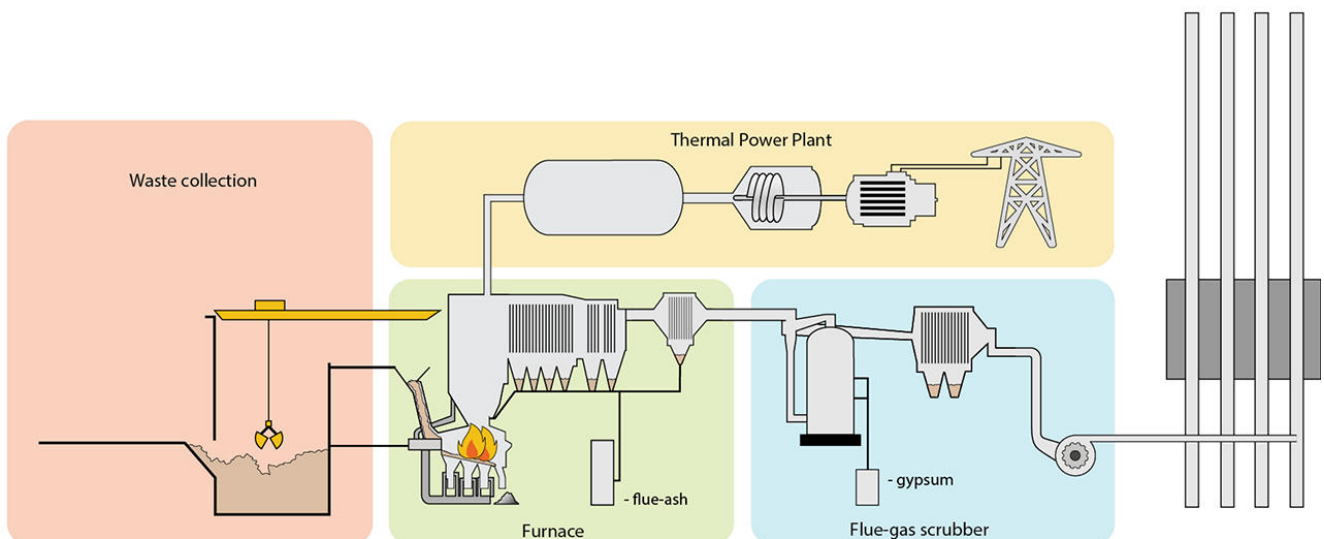 Waste collection
Thermal Power Plant
- flue-ash
Furnace
- gypsum
Flue-gas scrubber